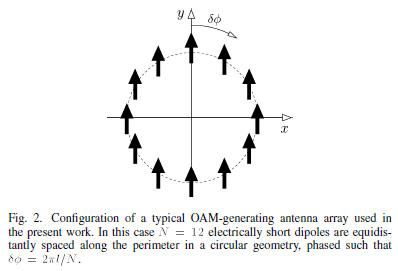 y
δϕ
x
Fig. 2. Configuration of a typical OAM-generating antenna array used in
the present work. In this case N = 12 electrically short dipoles are equidis-
tantly spaced along the perimeter in a circular geometry, phased such that
δϕ = 2πl/N.